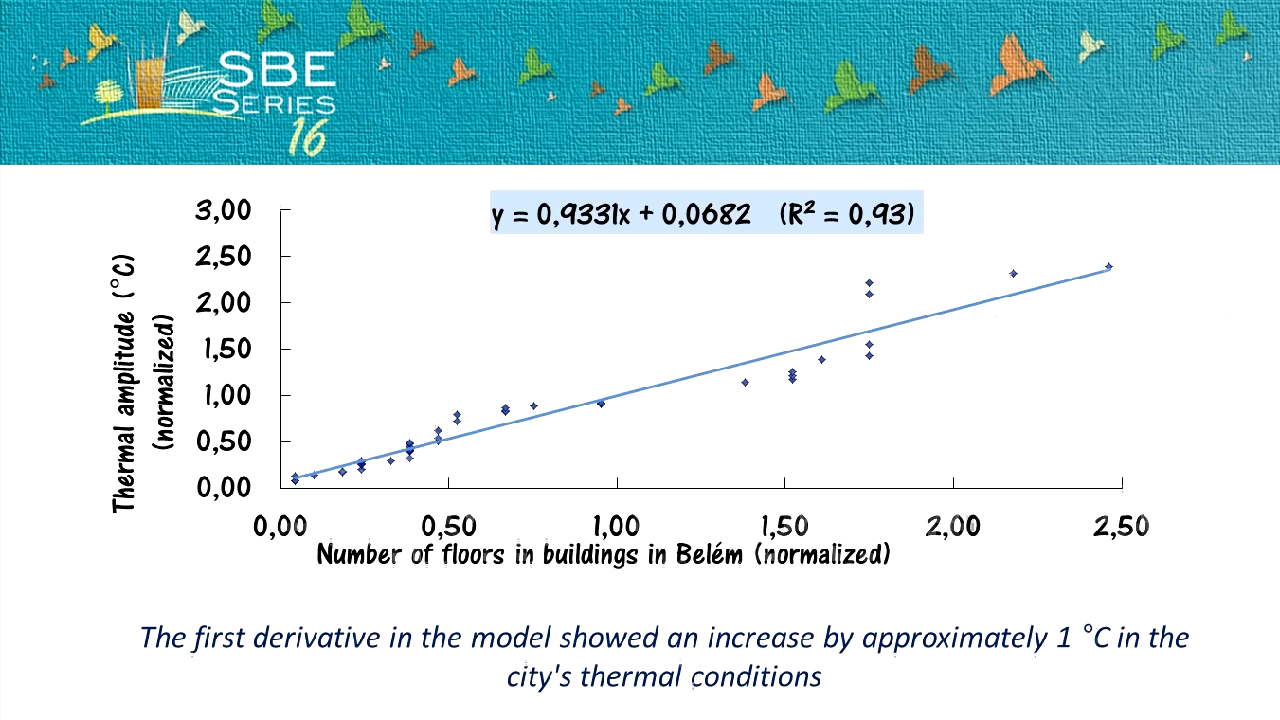 SBE
SERIES
16
y = 0,9331x + 0,0682 (R² = 0,93)
3,00
2,50
2,00
1,50
1,00
0,50
0,00
Thermal amplitude (°C)
(normalized)
0,00 0,50 1,00 1,50 2,00 2,50
Number of floors in buildings in Belém (normalized)
The first derivative in the model showed an increase by approximately 1 °C in the
city's thermal conditions